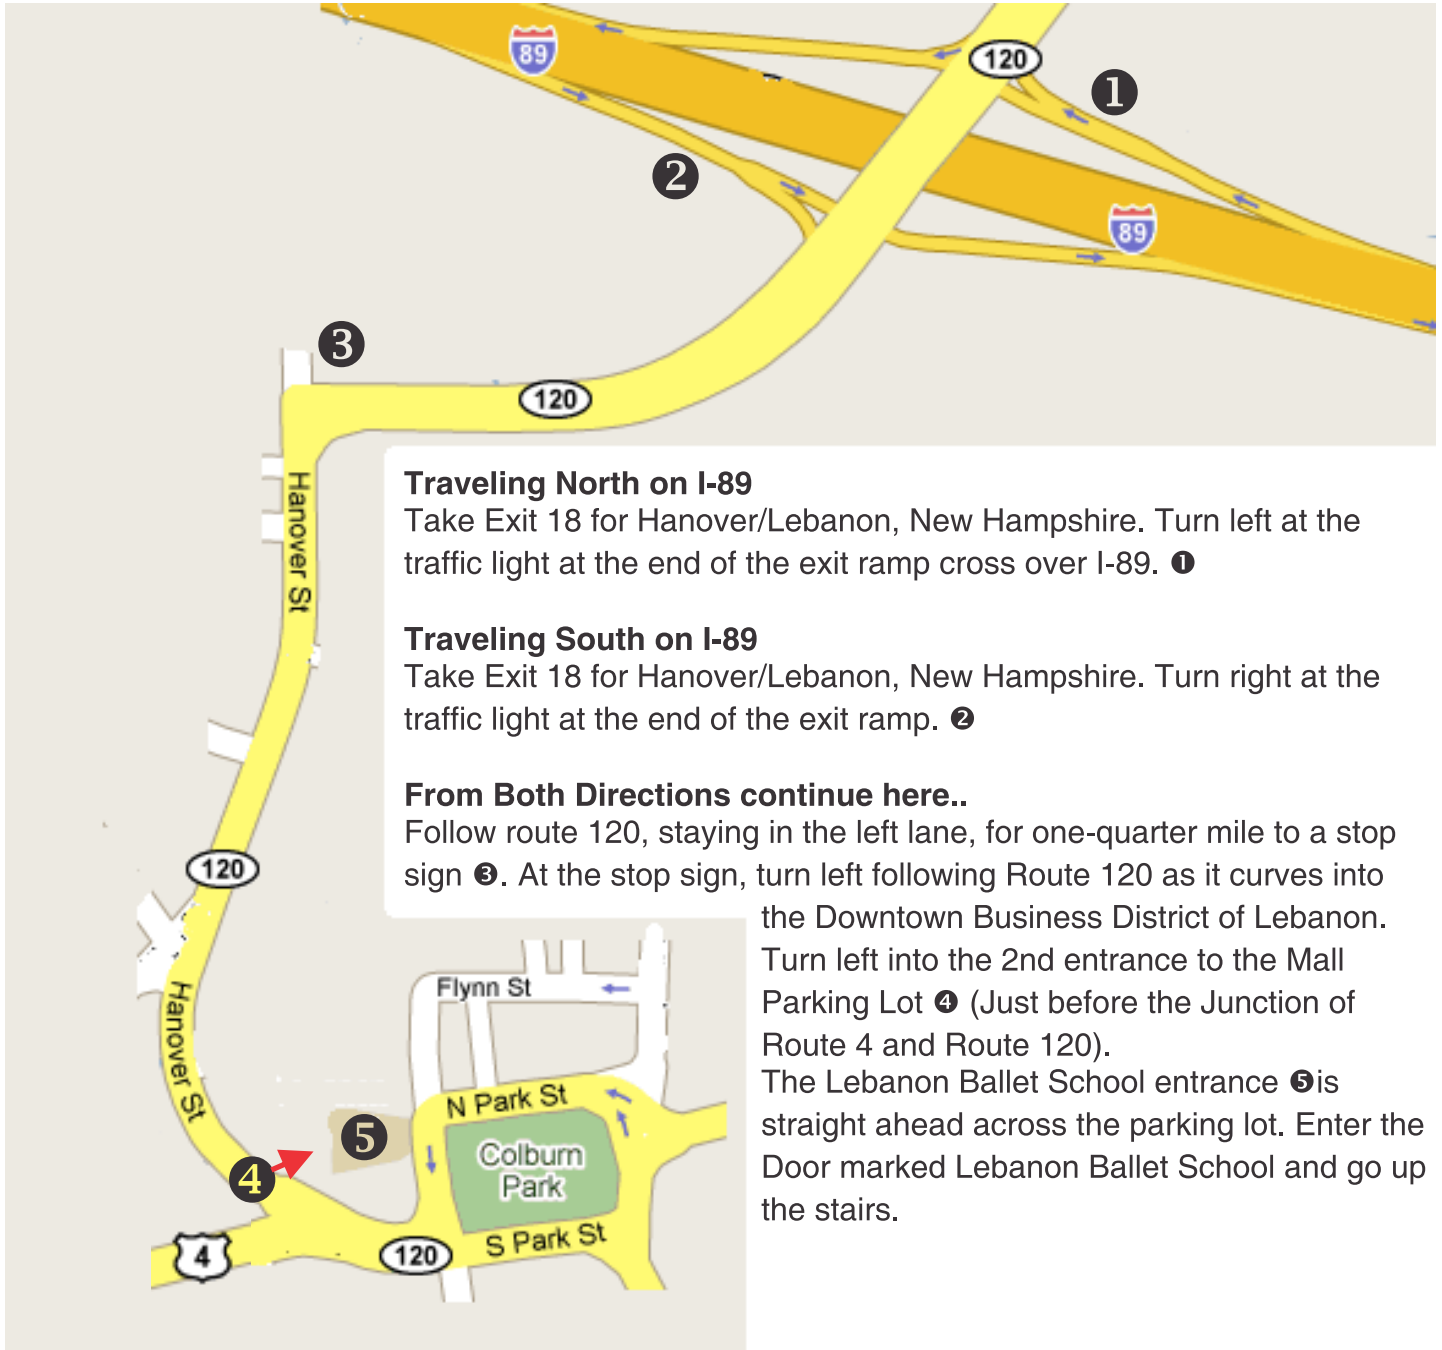 89
120
❶
❷
89
❸
120
Hanover St
Traveling North on I-89
Take Exit 18 for Hanover/Lebanon, New Hampshire. Turn left at the
traffic light at the end of the exit ramp cross over I-89. ❶
Traveling South on I-89
Take Exit 18 for Hanover/Lebanon, New Hampshire. Turn right at the
traffic light at the end of the exit ramp. ❷
From Both Directions continue here..
Follow route 120, staying in the left lane, for one-quarter mile to a stop
sign ❸. At the stop sign, turn left following Route 120 as it curves into
the Downtown Business District of Lebanon.
Turn left into the 2nd entrance to the Mall
Parking Lot ❹ (Just before the Junction of
Route 4 and Route 120).
The Lebanon Ballet School entrance ❺is
straight ahead across the parking lot. Enter the
Door marked Lebanon Ballet School and go up
the stairs.
120
Hanover St
Flynn St
N Park St
❺
Colburn
Park
❹
S Park St
4
120